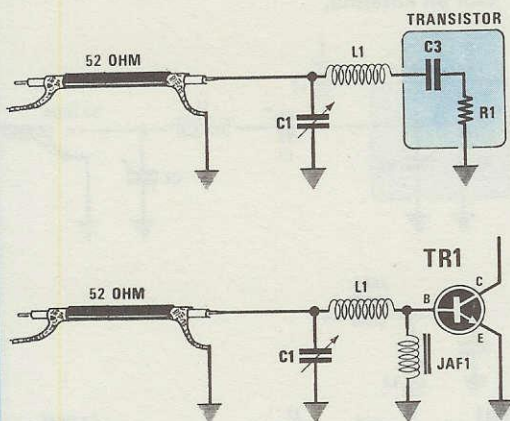 TRANSISTOR
52 OHM
L1
C3
C1
R1
TR1
52 OHM
L1
C
B
E
C1
JAF1